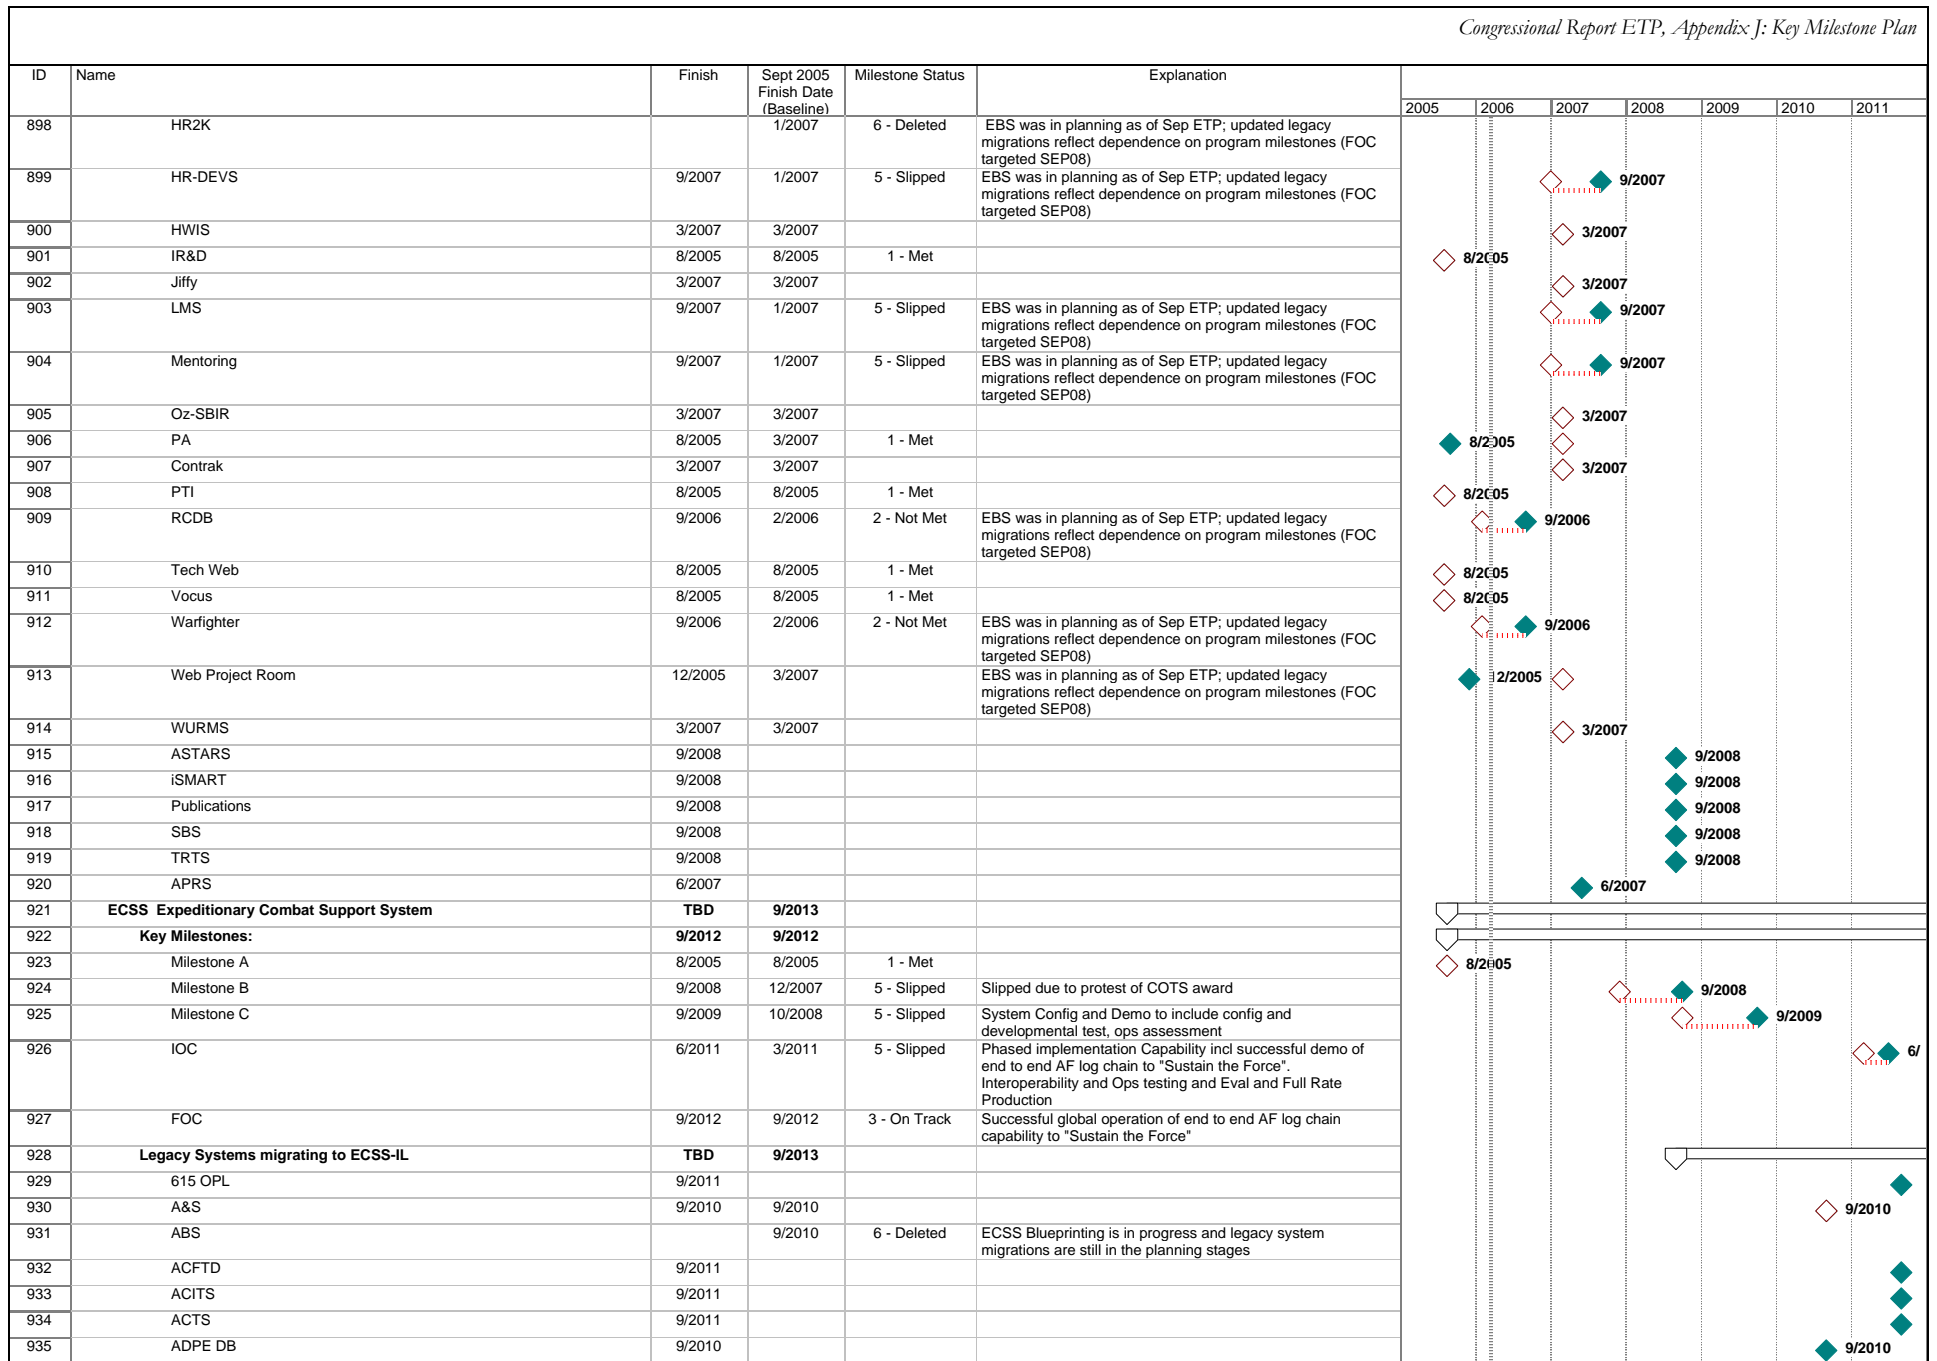 Congressional Report ETP, Appendix J: Key Milestone Plan
ID Name Finish Sept 2005 Milestone Status Explanation
Finish Date
(Baseline)
2005 2006 2007 2008 2009 2010 2011
898 HR2K 1/2007 6 - Deleted EBS was in planning as of Sep ETP; updated legacy
migrations reflect dependence on program milestones (FOC
targeted SEP08)
899 HR-DEVS 9/2007 1/2007 5 - Slipped EBS was in planning as of Sep ETP; updated legacy 9/2007
migrations reflect dependence on program milestones (FOC
targeted SEP08)
900 HWIS 3/2007 3/2007 3/2007
901 IR&D 8/2005 8/2005 1 - Met 8/2005
902 Jiffy 3/2007 3/2007 3/2007
903 LMS 9/2007 1/2007 5 - Slipped EBS was in planning as of Sep ETP; updated legacy 9/2007
migrations reflect dependence on program milestones (FOC
targeted SEP08)
904 Mentoring 9/2007 1/2007 5 - Slipped EBS was in planning as of Sep ETP; updated legacy 9/2007
migrations reflect dependence on program milestones (FOC
targeted SEP08)
905 Oz-SBIR 3/2007 3/2007 3/2007
906 PA 8/2005 3/2007 1 - Met 8/2005
907 Contrak 3/2007 3/2007 3/2007
908 PTI 8/2005 8/2005 1 - Met 8/2005
909 RCDB 9/2006 2/2006 2 - Not Met EBS was in planning as of Sep ETP; updated legacy 9/2006
migrations reflect dependence on program milestones (FOC
targeted SEP08)
910 Tech Web 8/2005 8/2005 1 - Met 8/2005
911 Vocus 8/2005 8/2005 1 - Met 8/2005
912 Warfighter 9/2006 2/2006 2 - Not Met EBS was in planning as of Sep ETP; updated legacy 9/2006
migrations reflect dependence on program milestones (FOC
targeted SEP08)
913 Web Project Room 12/2005 3/2007 EBS was in planning as of Sep ETP; updated legacy 12/2005
migrations reflect dependence on program milestones (FOC
targeted SEP08)
914 WURMS 3/2007 3/2007 3/2007
915 ASTARS 9/2008 9/2008
916 iSMART 9/2008 9/2008
917 Publications 9/2008 9/2008
918 SBS 9/2008 9/2008
919 TRTS 9/2008 9/2008
920 APRS 6/2007 6/2007
921 ECSS Expeditionary Combat Support System TBD 9/2013
922 Key Milestones: 9/2012 9/2012
923 Milestone A 8/2005 8/2005 1 - Met 8/2005
924 Milestone B 9/2008 12/2007 5 - Slipped Slipped due to protest of COTS award 9/2008
925 Milestone C 9/2009 10/2008 5 - Slipped System Config and Demo to include config and 9/2009
developmental test, ops assessment
926 IOC 6/2011 3/2011 5 - Slipped Phased implementation Capability incl successful demo of 6/
end to end AF log chain to "Sustain the Force".
Interoperability and Ops testing and Eval and Full Rate
Production
927 FOC 9/2012 9/2012 3 - On Track Successful global operation of end to end AF log chain
capability to "Sustain the Force"
928 Legacy Systems migrating to ECSS-IL TBD 9/2013
929 615 OPL 9/2011
930 A&S 9/2010 9/2010 9/2010
931 ABS 9/2010 6 - Deleted ECSS Blueprinting is in progress and legacy system
migrations are still in the planning stages
932 ACFTD 9/2011
933 ACITS 9/2011
934 ACTS 9/2011
935 ADPE DB 9/2010 9/2010